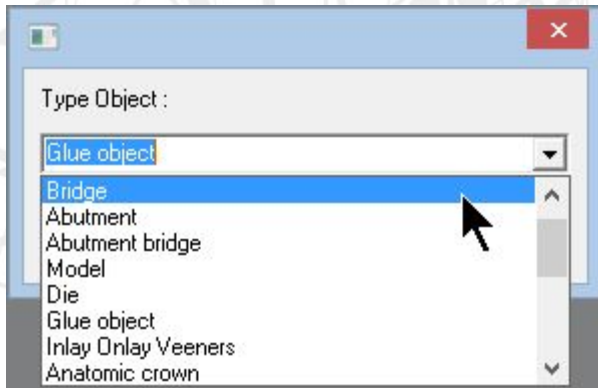 Type Object :
Glue object
Bridge
Abutment
Abutment bridge
Model
Die
Glue object
Inlay Onlay Veeners
Anatomic crown